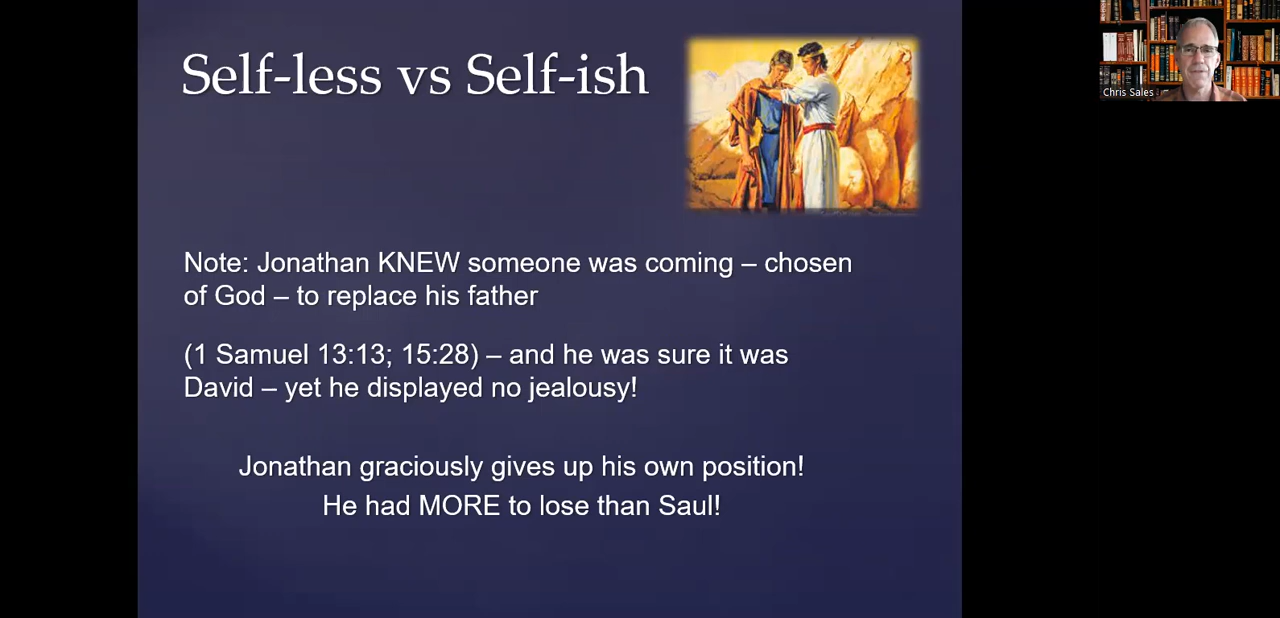 Self-less vs Self-ish
Chris Sales
Note: Jonathan KNEW someone was coming – chosen
of God – to replace his father
(1 Samuel 13:13; 15:28) – and he was sure it was
David – yet he displayed no jealousy!
Jonathan graciously gives up his own position!
He had MORE to lose than Saul!